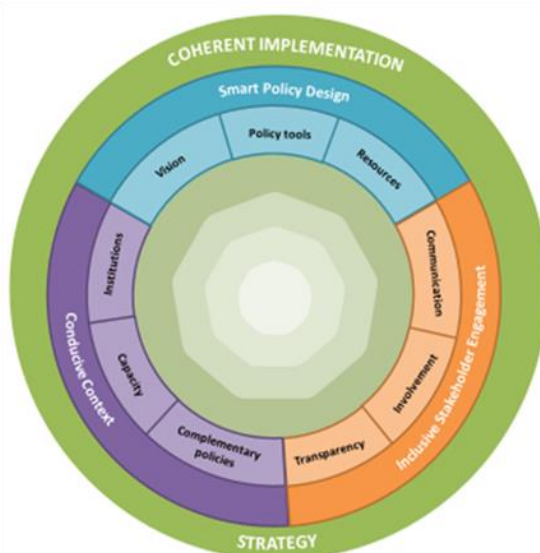 COHERENT IMPLEMENTATION
Smart Policy Design
Vision
Policy tools
Resources
Communication
Involvement
Transparency
Inclusive Stakeholder Engagement
Institutions
Capacity
Complementary
policies
Conducive Context
STRATEGY